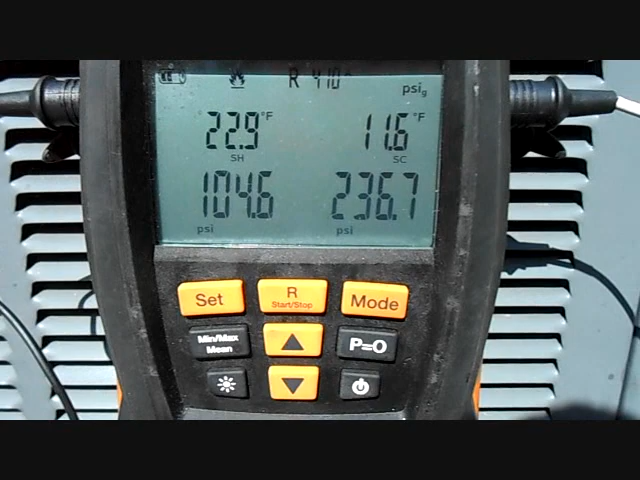 R 410A psig
22.9°F 11.6°F
SH SC
104.6 236.7
psi psi
Set R Start/Stop Mode
Min/Max Mean P=O